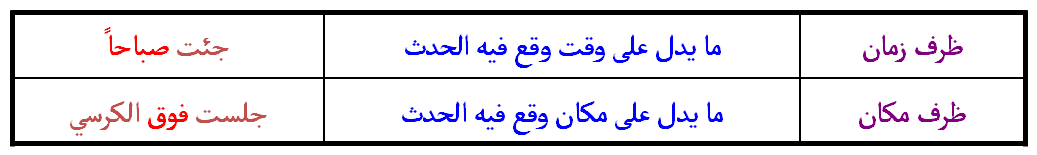 ظرف زمان ما يدل على وقت وقع فيه الحدث جئت صباحاً
ظرف مكان ما يدل على مكان وقع فيه الحدث جلست فوق الكرسي